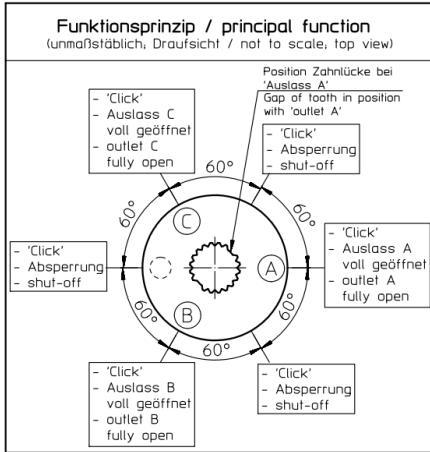 Funktionsprinzip / principal function
(unmaßstäblich; Draufsicht / not to scale; top view)
Position Zahnlücke bei
'Auslass A'
Gap of tooth in position
with 'outlet A'
- 'Click'
- Auslass C
voll geöffnet
- outlet C
fully open
- 'Click'
- Absperrung
- shut-off
60°
60°
60°
C
- 'Click'
- Absperrung
- shut-off
A
- 'Click'
- Auslass A
voll geöffnet
- outlet A
fully open
B
60°
60°
60°
- 'Click'
- Auslass B
voll geöffnet
- outlet B
fully open
- 'Click'
- Absperrung
- shut-off